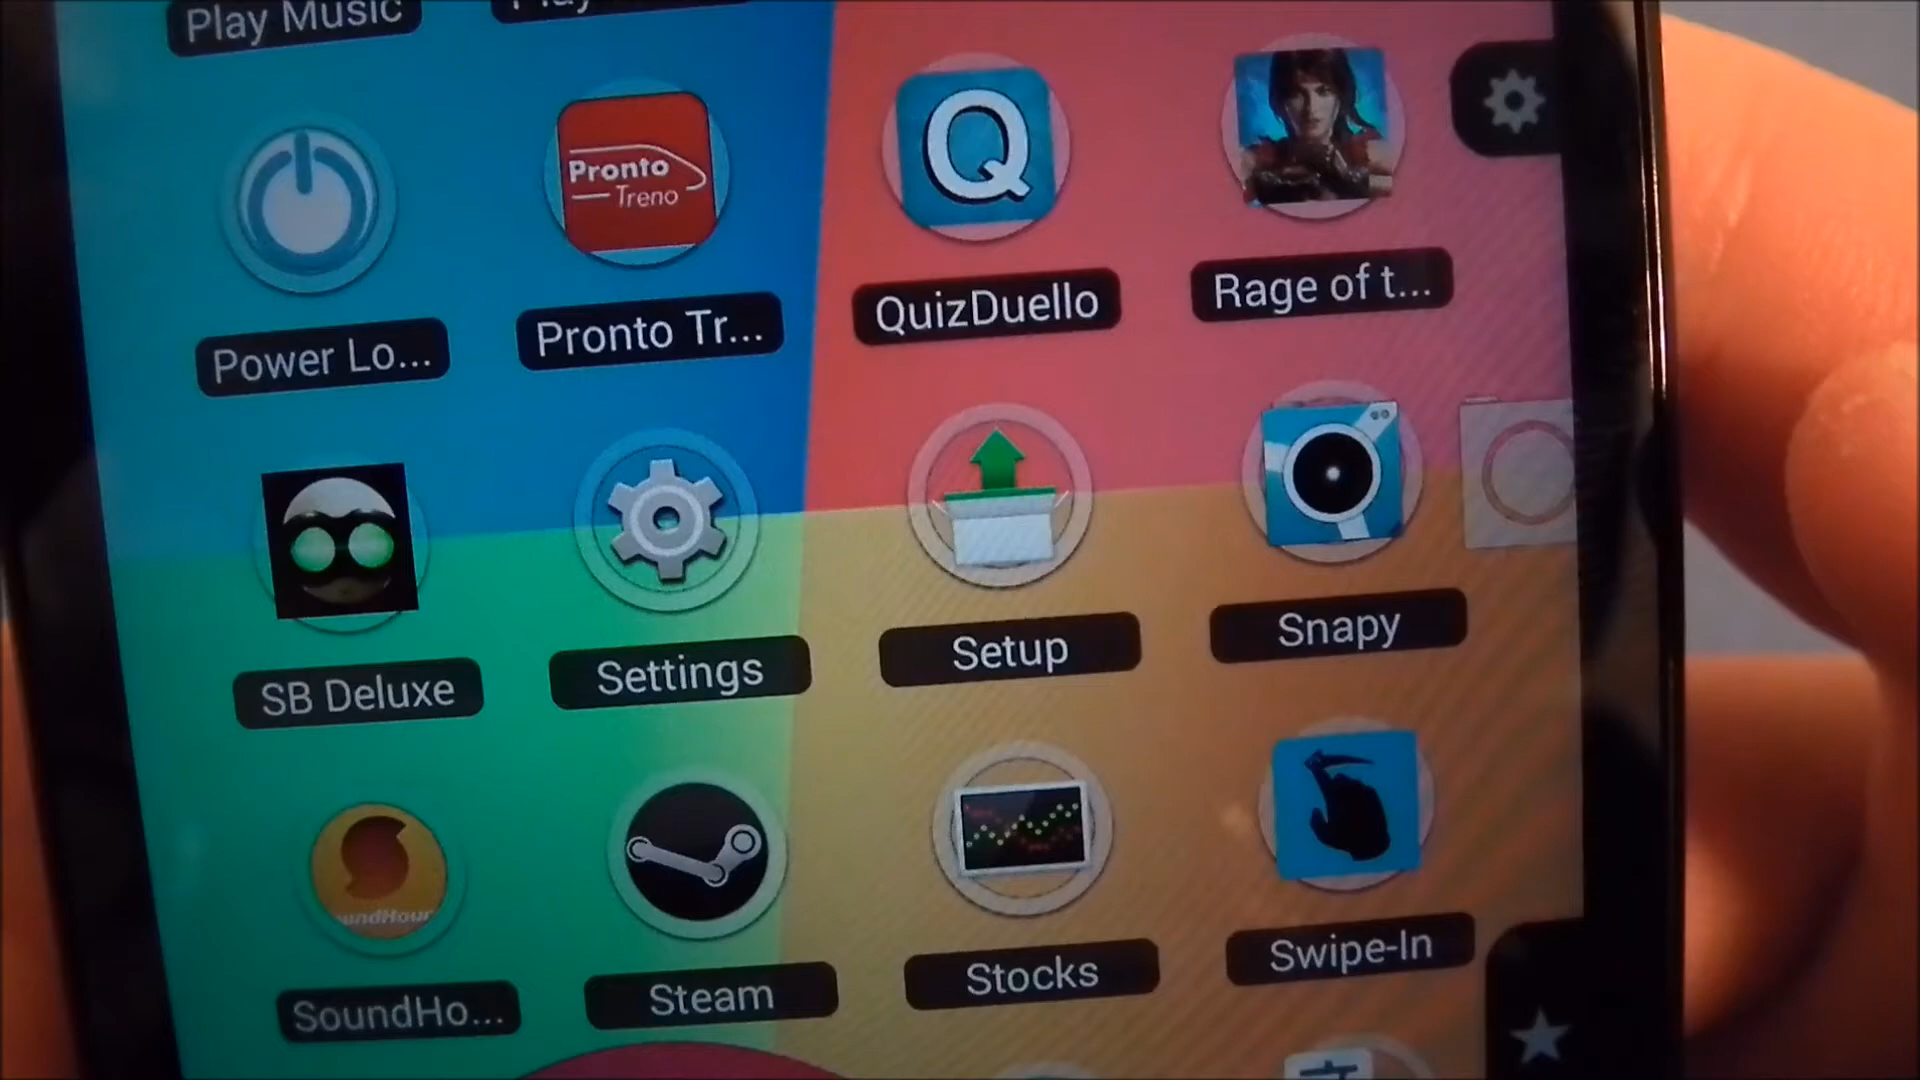 Play Music
Pronto
Treno
Q
Power Lo...
Pronto Tr...
QuizDuello
Rage of t...
SB Deluxe
Settings
Setup
Snapy
undHour
SoundHo...
Steam
Stocks
Swipe-In